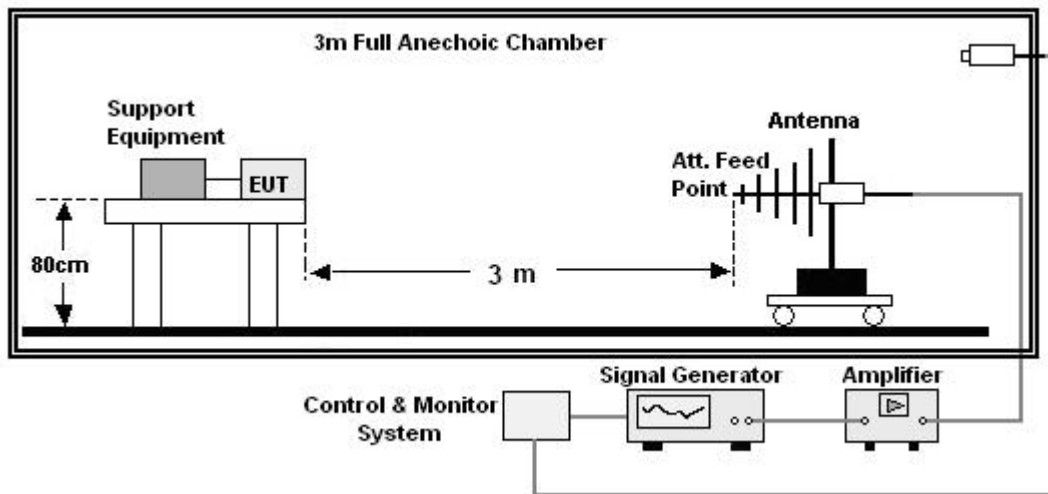 3m Full Anechoic Chamber
Support
Equipment
EUT
Antenna
Att. Feed
Point
80cm
3 m
Signal Generator
Amplifier
Control & Monitor
System